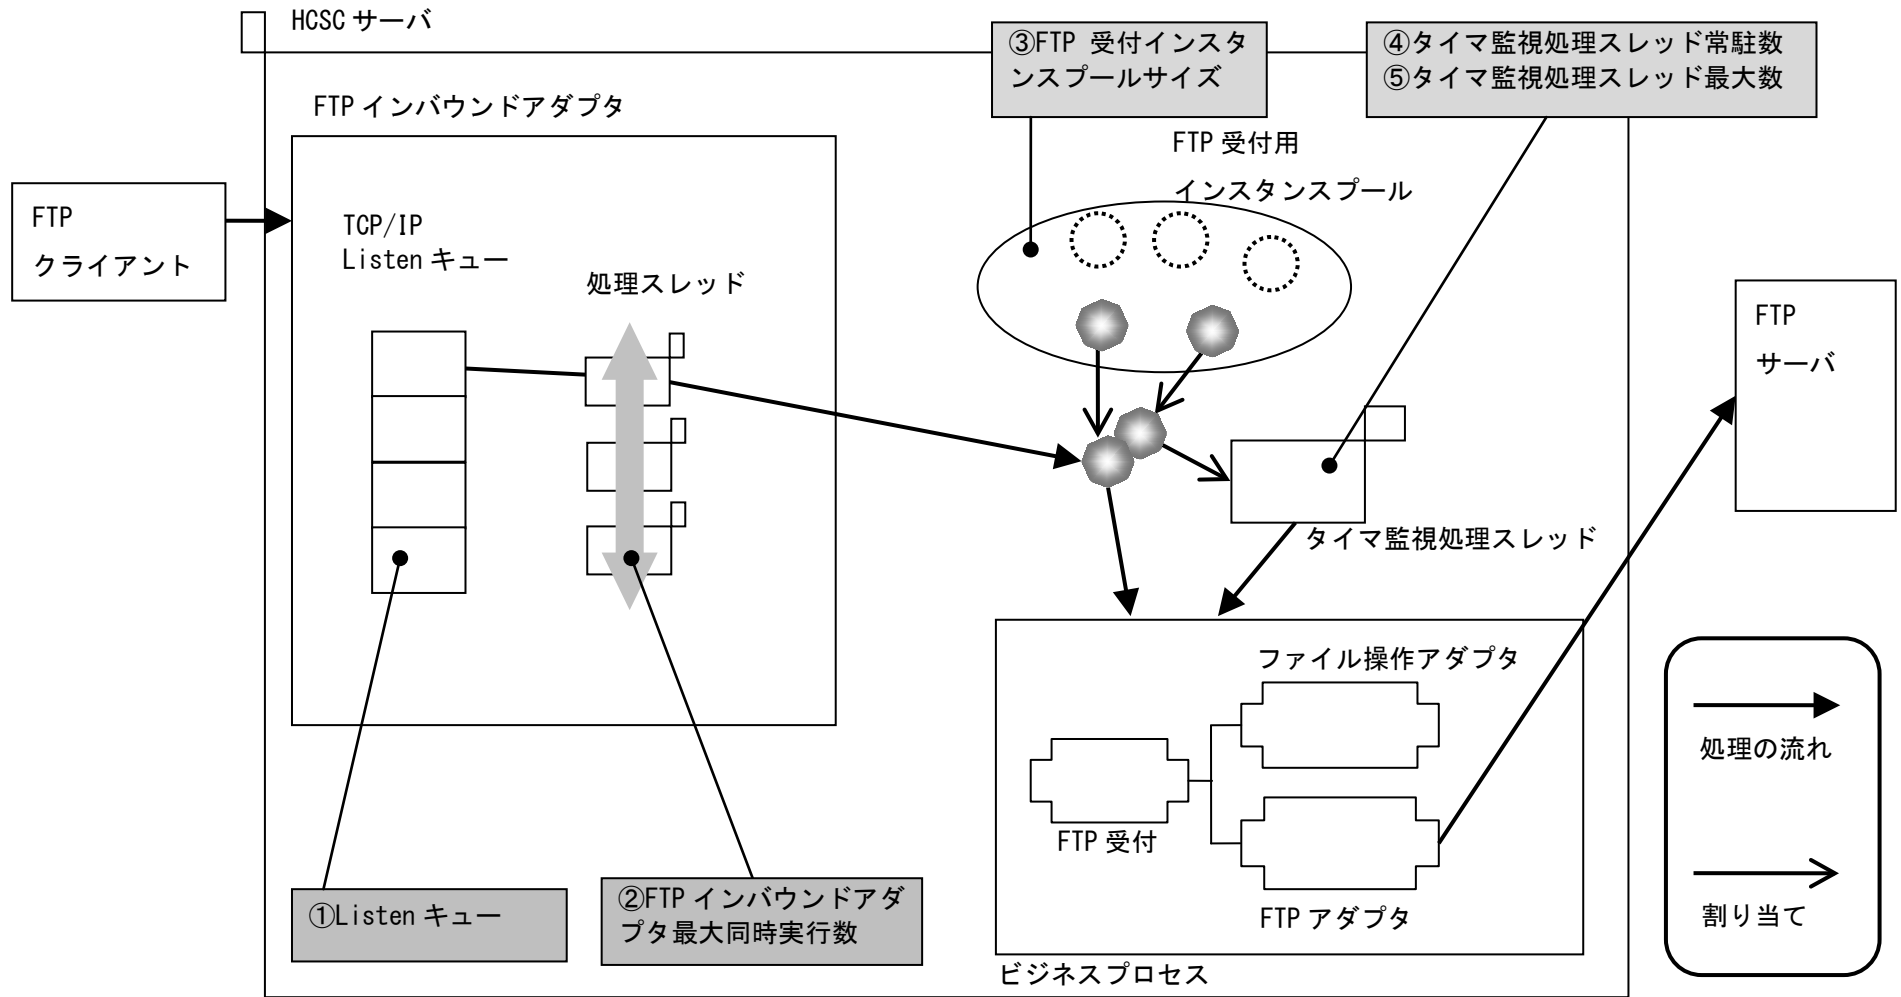 HCSC サーバ
③FTP 受付インスタ
ンスプールサイズ
④タイマ監視処理スレッド常駐数
⑤タイマ監視処理スレッド最大数
FTP インバウンドアダプタ
FTP 受付用
インスタンスプール
FTP
クライアント
TCP/IP
Listen キュー
処理スレッド
FTP
サーバ
タイマ監視処理スレッド
ファイル操作アダプタ
FTP 受付
FTP アダプタ
ビジネスプロセス
①Listen キュー
②FTP インバウンドアダ
プタ最大同時実行数
処理の流れ
割り当て